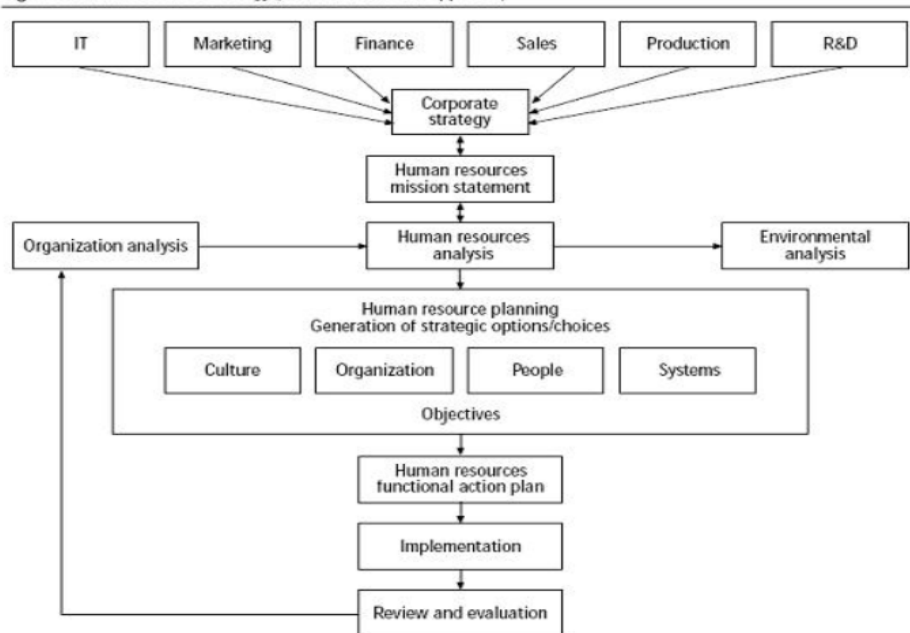 IT
Marketing
Finance
Sales
Production
R&D
Corporate
strategy
Human resources
mission statement
Organization analysis
Human resources
analysis
Environmental
analysis
Human resource planning
Generation of strategic options/choices
Culture
Organization
People
Systems
Objectives
Human resources
functional action plan
Implementation
Review and evaluation